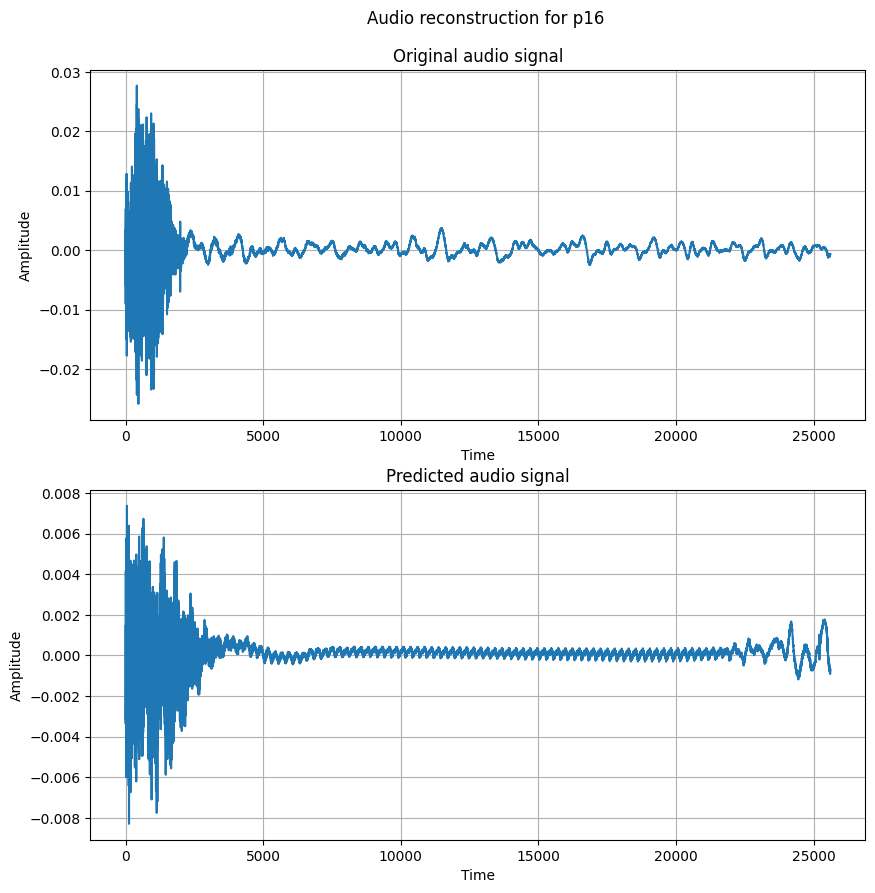 Audio reconstruction for p16
Original audio signal
0.03
0.02
0.01
0.00
−0.01
−0.02
Amplitude
0 5000 10000 15000 20000 25000
Time
Predicted audio signal
0.008
0.006
0.004
0.002
0.000
−0.002
−0.004
−0.006
−0.008
Amplitude
0 5000 10000 15000 20000 25000
Time